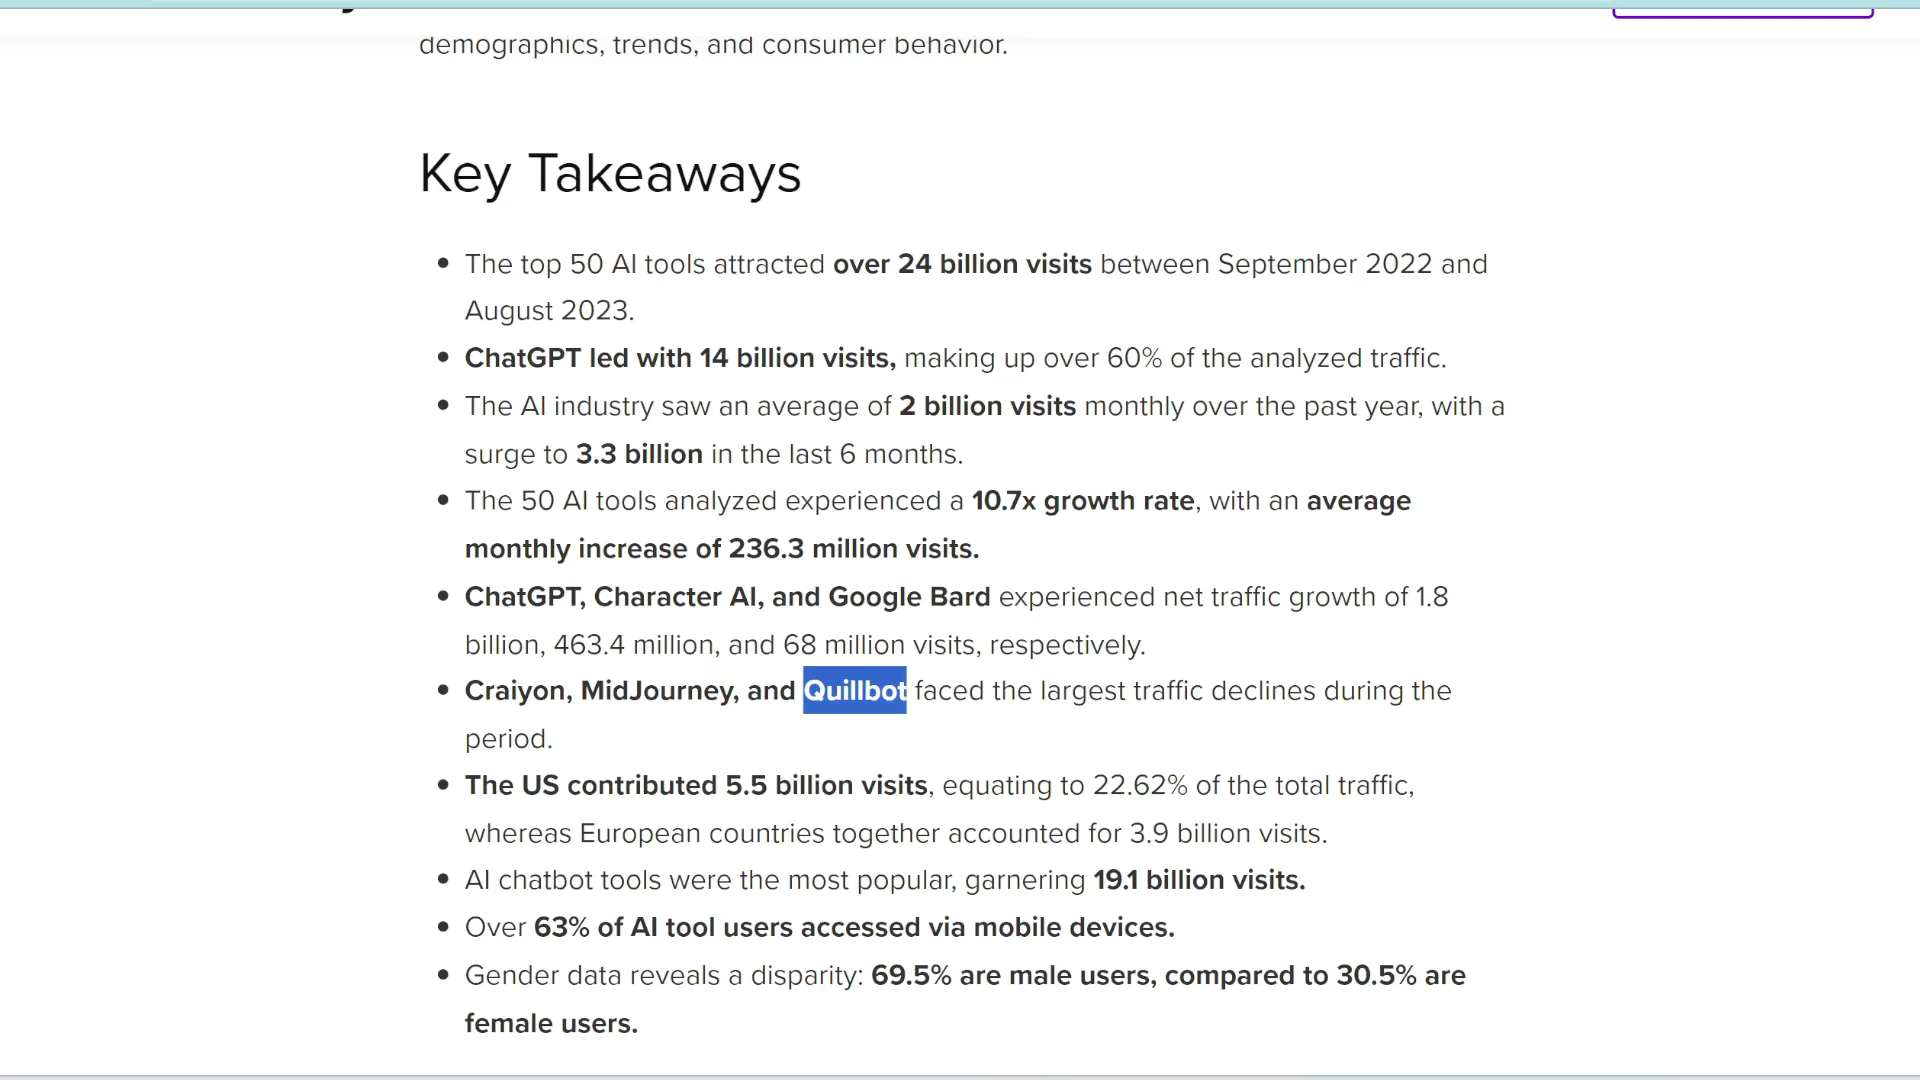 demographics, trends, and consumer behavior.
Key Takeaways
• The top 50 AI tools attracted over 24 billion visits between September 2022 and
August 2023.
• ChatGPT led with 14 billion visits, making up over 60% of the analyzed traffic.
• The AI industry saw an average of 2 billion visits monthly over the past year, with a
surge to 3.3 billion in the last 6 months.
• The 50 AI tools analyzed experienced a 10.7x growth rate, with an average
monthly increase of 236.3 million visits.
• ChatGPT, Character AI, and Google Bard experienced net traffic growth of 1.8
billion, 463.4 million, and 68 million visits, respectively.
• Craiyon, MidJourney, and Quillbot faced the largest traffic declines during the
period.
• The US contributed 5.5 billion visits, equating to 22.62% of the total traffic,
whereas European countries together accounted for 3.9 billion visits.
• AI chatbot tools were the most popular, garnering 19.1 billion visits.
• Over 63% of AI tool users accessed via mobile devices.
• Gender data reveals a disparity: 69.5% are male users, compared to 30.5% are
female users.